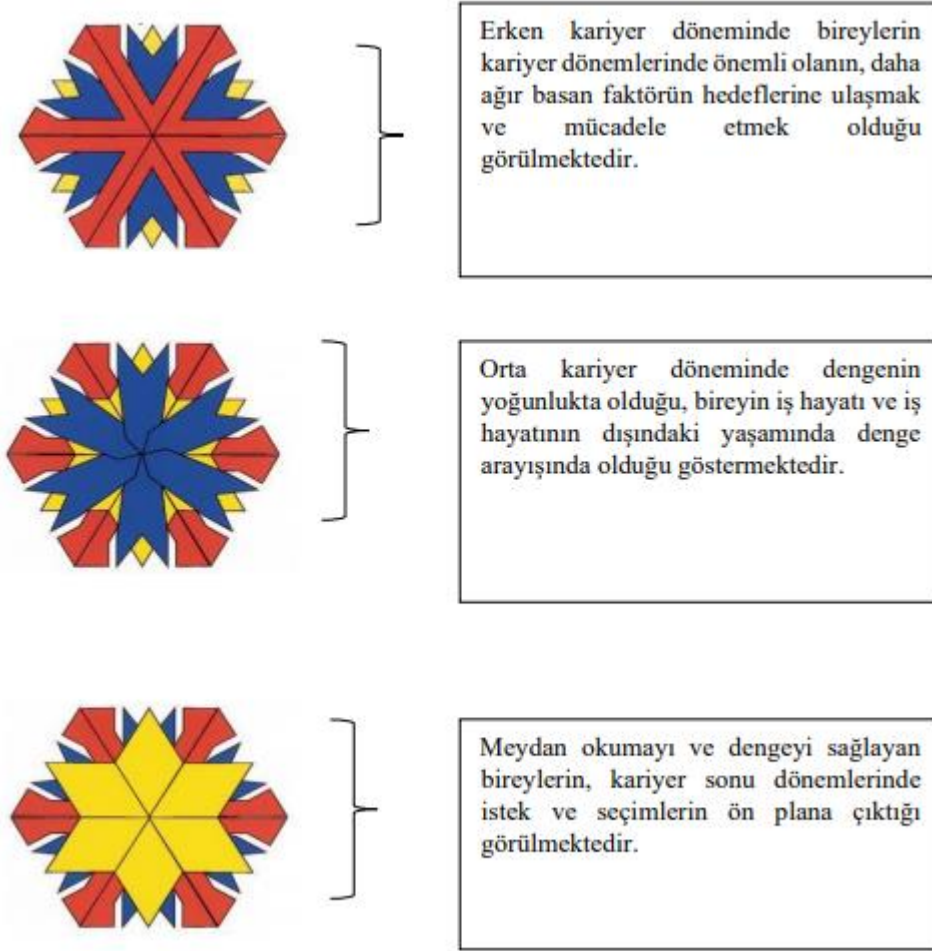 Erken kariyer döneminde bireylerin
kariyer dönemlerinde önemli olanın, daha
ağır basan faktörün hedeflerine ulaşmak
ve mücadele etmek olduğu
görülmektedir.
Orta kariyer döneminde dengenin
yoğunlukta olduğu, bireyin iş hayatı ve iş
hayatının dışındaki yaşamında denge
arayışında olduğu göstermektedir.
Meydan okumayı ve dengeyi sağlayan
bireylerin, kariyer sonu dönemlerinde
istek ve seçimlerin ön plana çıktığı
görülmektedir.